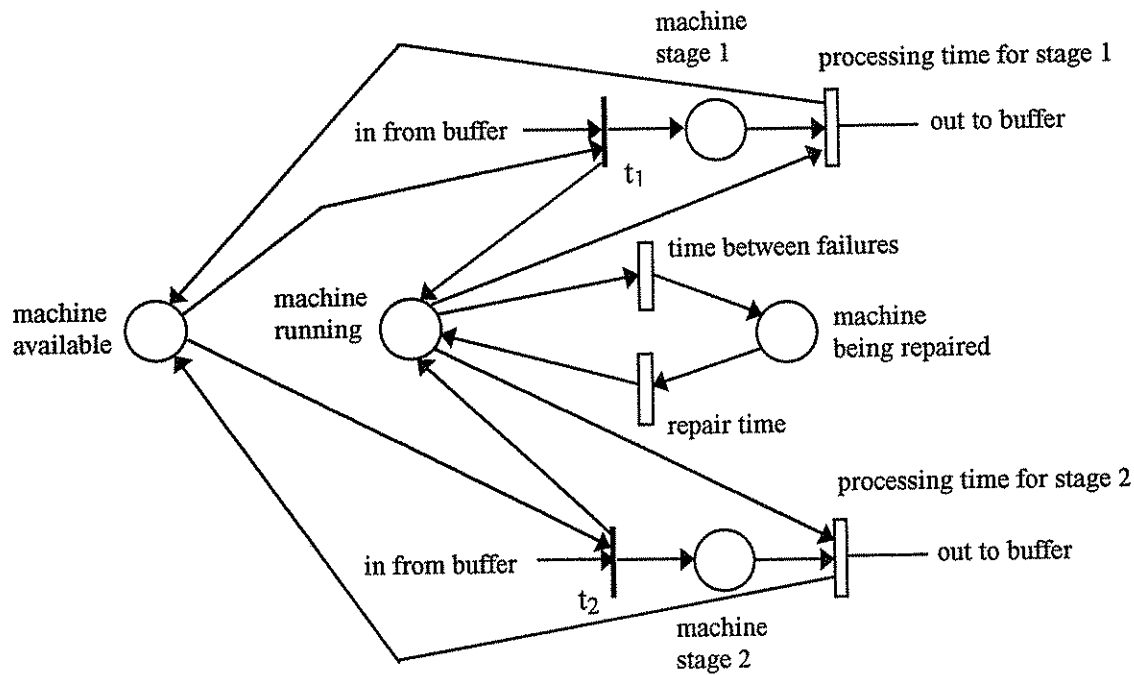 machine
stage 1
processing time for stage 1
in from buffer
out to buffer
t1
time between failures
machine
available
machine
running
machine
being repaired
repair time
processing time for stage 2
in from buffer
out to buffer
t2
machine
stage 2